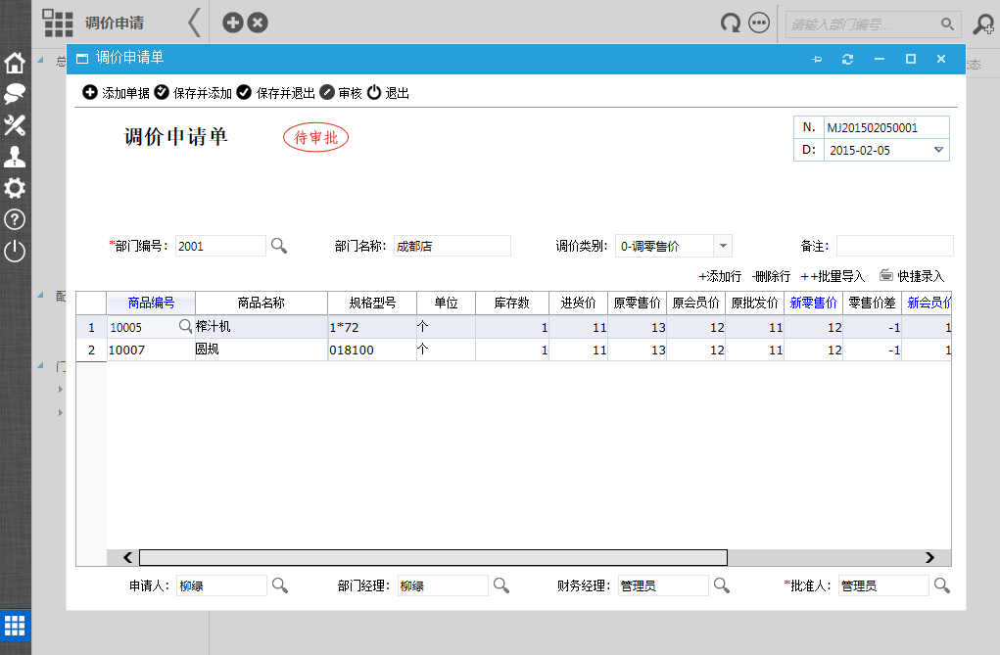 调价申请
请输入部门编号...
总
态
配
门
调价申请单
添加单据 保存并添加 保存并退出 审核 退出
调价申请单 待审批
N. MJ201502050001
D: 2015-02-05
*部门编号: 2001 部门名称: 成都店 调价类别: 0-调零售价 备注:
+添加行 -删除行 ++批量导入 快捷录入
商品编号 商品名称 规格型号 单位 库存数 进货价 原零售价 原会员价 原批发价 新零售价 零售价差 新会员价
1 10005 榨汁机 1*72 个 1 11 13 12 11 12 -1 1
2 10007 圆规 018100 个 1 11 13 12 11 12 -1 1
申请人: 柳绿 部门经理: 柳绿 财务经理: 管理员 *批准人: 管理员